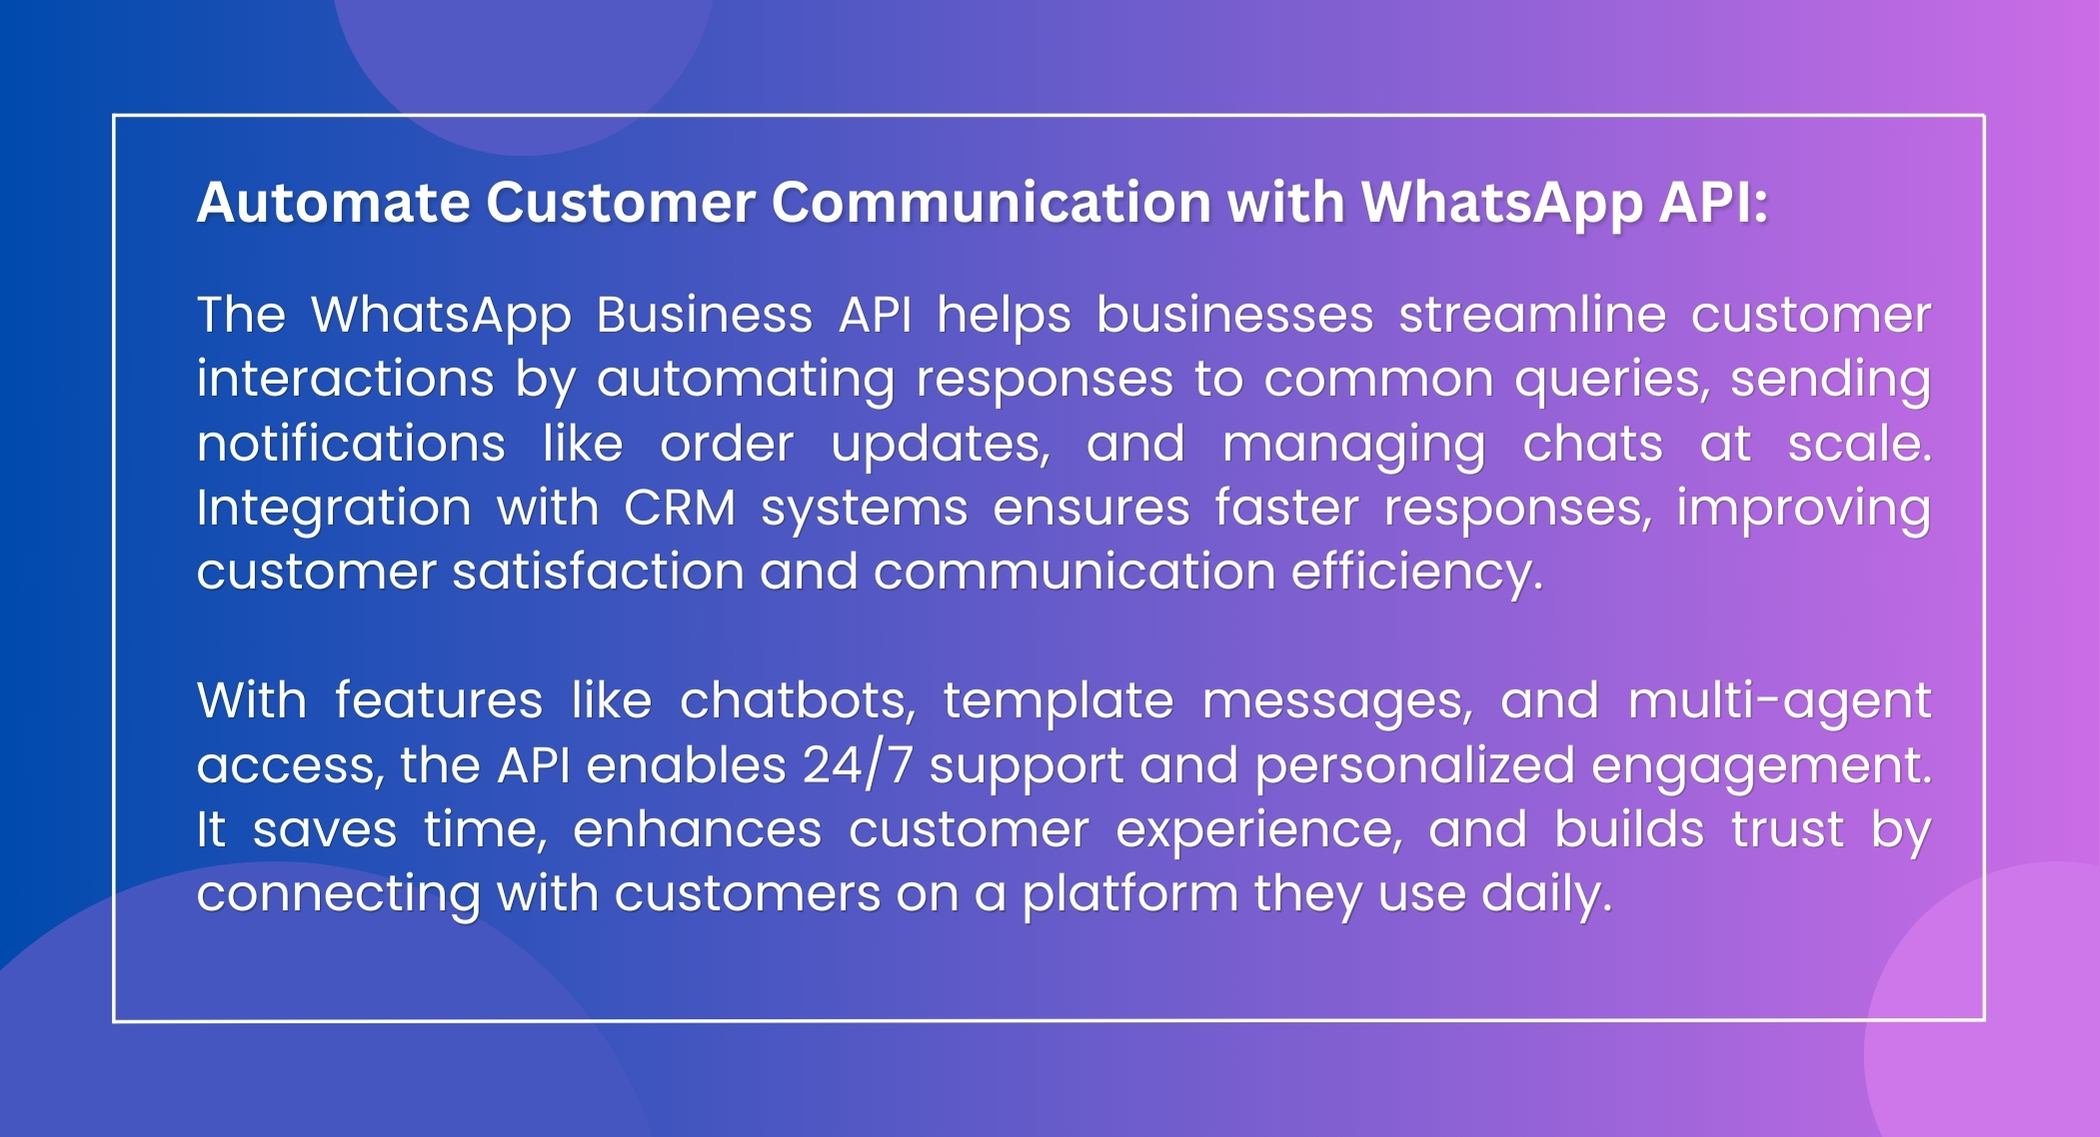 Automate Customer Communication with WhatsApp API:
The WhatsApp Business API helps businesses streamline customer
interactions by automating responses to common queries, sending
notifications like order updates, and managing chats at scale.
Integration with CRM systems ensures faster responses, improving
customer satisfaction and communication efficiency.
With features like chatbots, template messages, and multi-agent
access, the API enables 24/7 support and personalized engagement.
It saves time, enhances customer experience, and builds trust by
connecting with customers on a platform they use daily.